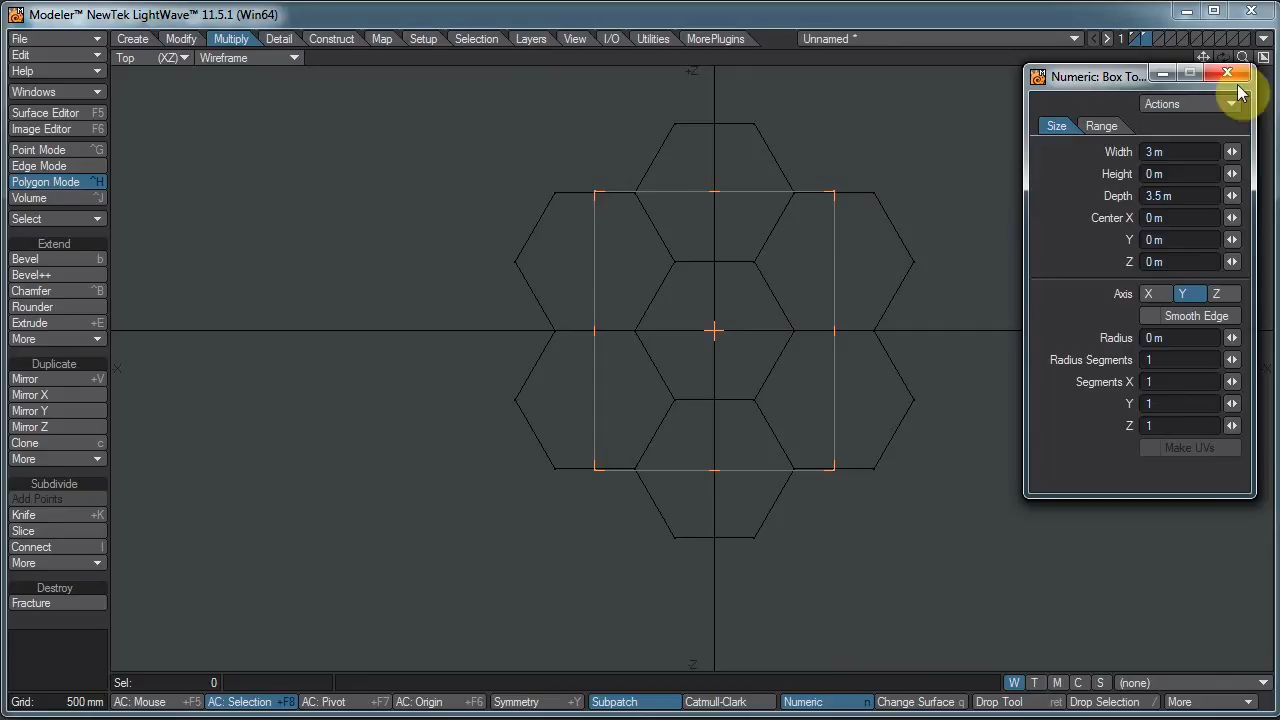 Modeler™ NewTek LightWave™ 11.5.1 (Win64)
File
Edit
Help
Windows
Surface Editor F5
Image Editor F6
Point Mode ^G
Edge Mode
Polygon Mode ^H
Volume ^J
Select
Extend
Bevel b
Bevel++
Chamfer ^B
Rounder
Extrude +E
More
Duplicate
Mirror +V
Mirror X
Mirror Y
Mirror Z
Clone c
More
Subdivide
Add Points
Knife +K
Slice
Connect l
More
Destroy
Fracture
Create Modify Multiply Detail Construct Map Setup Selection Layers View I/O Utilities MorePlugins Unnamed * 1
Top (XZ) Wireframe
+Z
-X
-Z
Numeric: Box To...
Actions
Size Range
Width 3 m
Height 0 m
Depth 3.5 m
Center X 0 m
Y 0 m
Z 0 m
Axis X Y Z
Smooth Edge
Radius 0 m
Radius Segments 1
Segments X 1
Y 1
Z 1
Make UVs
Sel: 0 W T M C S (none)
Grid: 500 mm AC: Mouse +F5 AC: Selection +F8 AC: Pivot +F7 AC: Origin +F6 Symmetry +Y Subpatch Catmull-Clark Numeric n Change Surface q Drop Tool ret Drop Selection / More